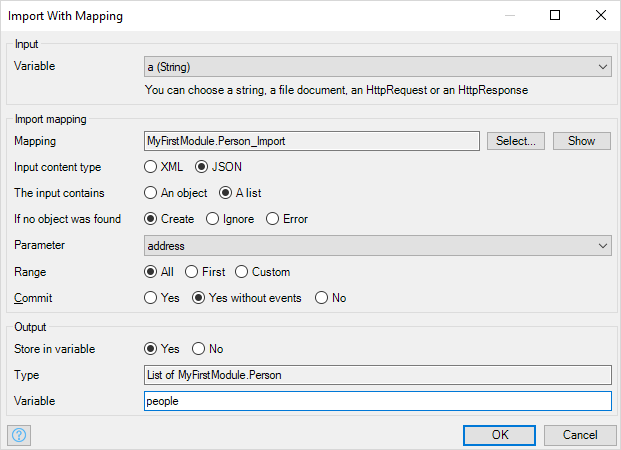 Import With Mapping
Input
Variable a (String)
You can choose a string, a file document, an HttpRequest or an HttpResponse
Import mapping
Mapping MyFirstModule.Person_Import Select... Show
Input content type XML JSON
The input contains An object A list
If no object was found Create Ignore Error
Parameter address
Range All First Custom
Commit Yes Yes without events No
Output
Store in variable Yes No
Type List of MyFirstModule.Person
Variable people
? OK Cancel